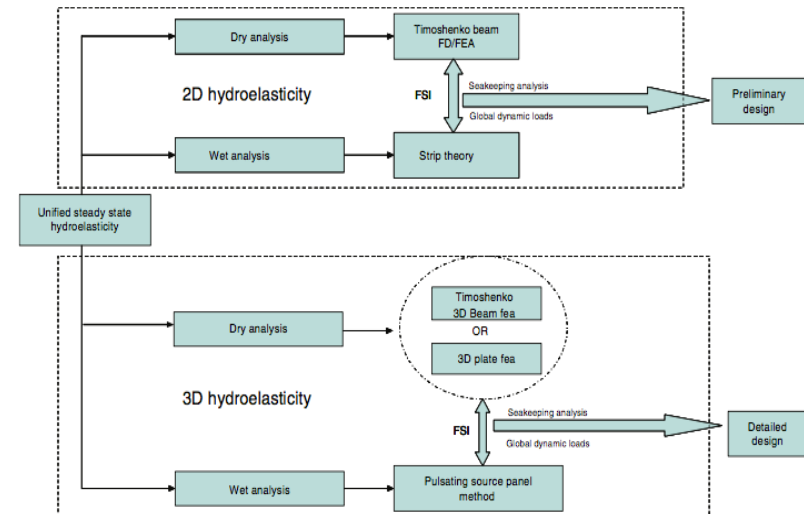 Dry analysis
Timoshenko beam
FD/FEA
2D hydroelasticity
FSI
Seakeeping analysis
Global dynamic loads
Preliminary
design
Wet analysis
Strip theory
Unified steady state
hydroelasticity
Timoshenko
3D Beam fea
OR
3D plate fea
Dry analysis
3D hydroelasticity
FSI
Seakeeping analysis
Global dynamic loads
Detailed
design
Wet analysis
Pulsating source panel
method